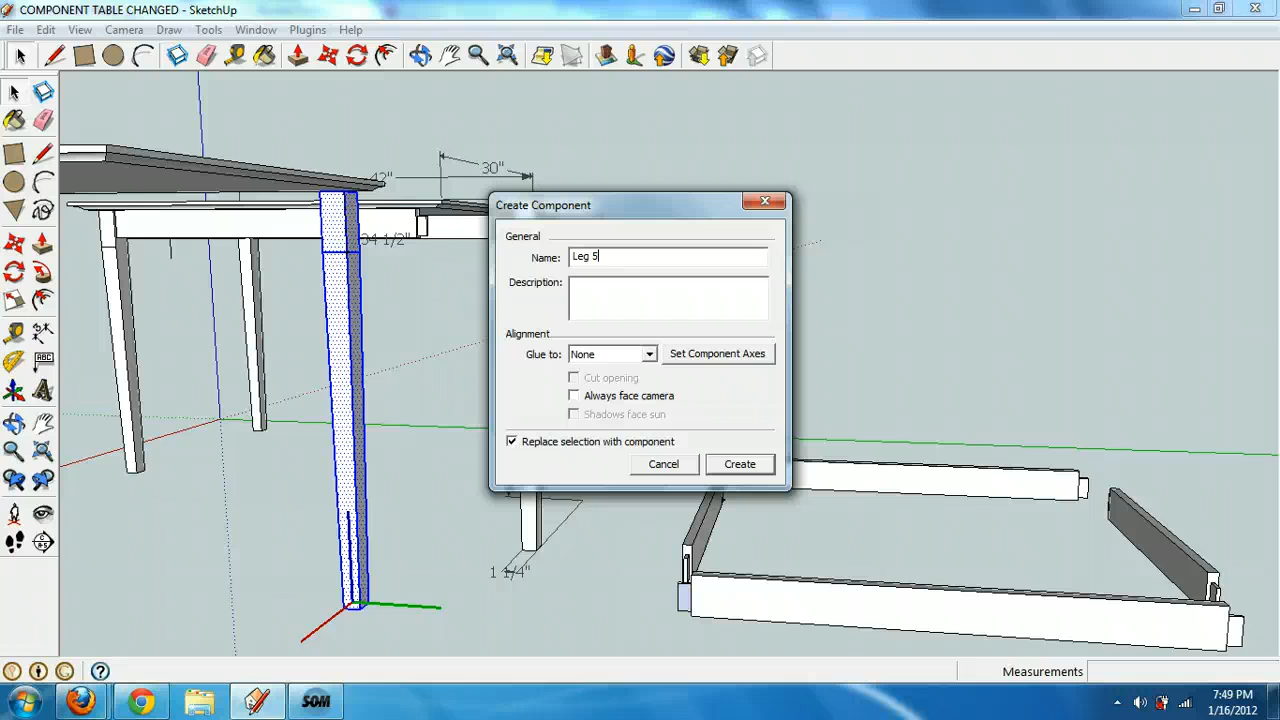 COMPONENT TABLE CHANGED - SketchUp
File Edit View Camera Draw Tools Window Plugins Help
30"
42"
34 1/2"
1 1/4"
Create Component
General
Name: Leg 5
Description:
Alignment
Glue to: None Set Component Axes
Cut opening
Always face camera
Shadows face sun
Replace selection with component
Cancel Create
ABC
A
Measurements
SOM
7:49 PM
1/16/2012